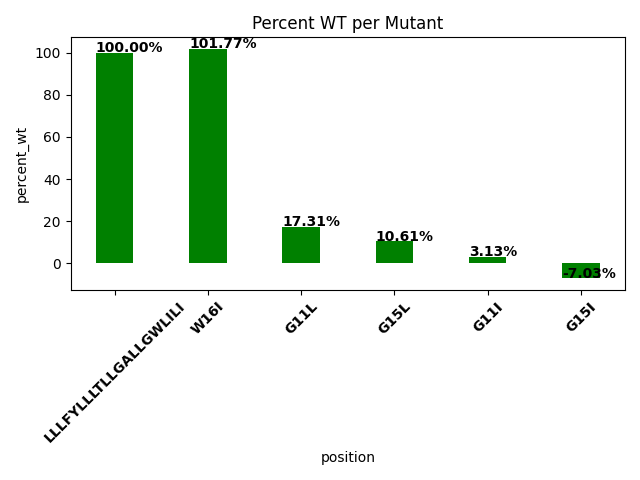 Percent WT per Mutant
percent_wt
100
80
60
40
20
0
100.00%
101.77%
17.31%
10.61%
3.13%
-7.03%
LLLFYLLLTLLGALLGWLILI
W16I
G11L
G15L
G11I
G15I
position